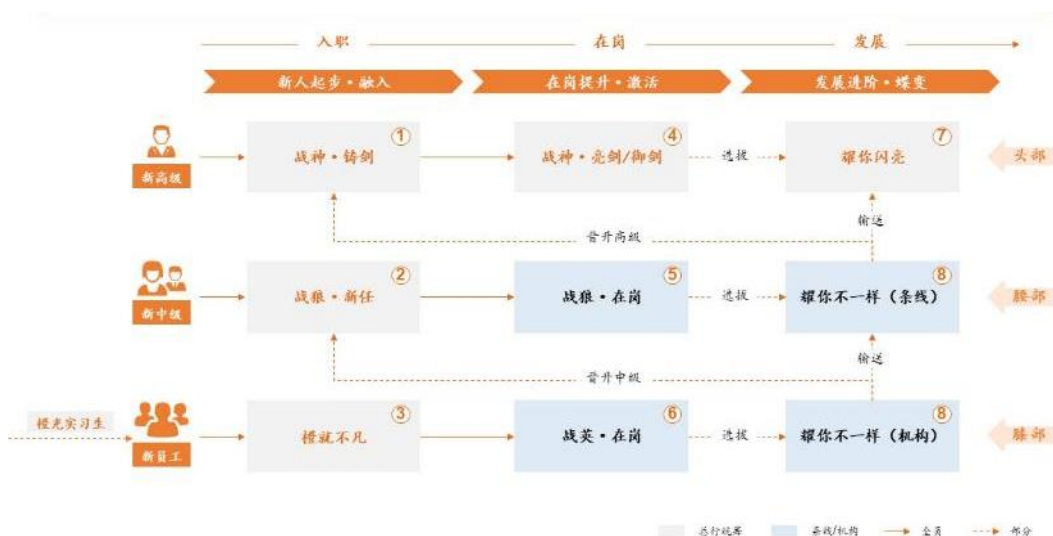 入职 在岗 发展
新人起步·融入 在岗提升·激活 发展进阶·蝶变
① ④ ⑦
战神·铸剑 战神·亮剑/御剑 选拔 耀你闪亮 头部
新高级
输送
晋升高级
② ⑤ ⑧
战狼·新任 战狼·在岗 选拔 耀你不一样（条线） 腰部
新中级
输送
晋升中级
③ ⑥ ⑧
橙光实习生 橙就不凡 战英·在岗 选拔 耀你不一样（机构） 膝部
新员工
总行统筹 条线/机构 全员 部分